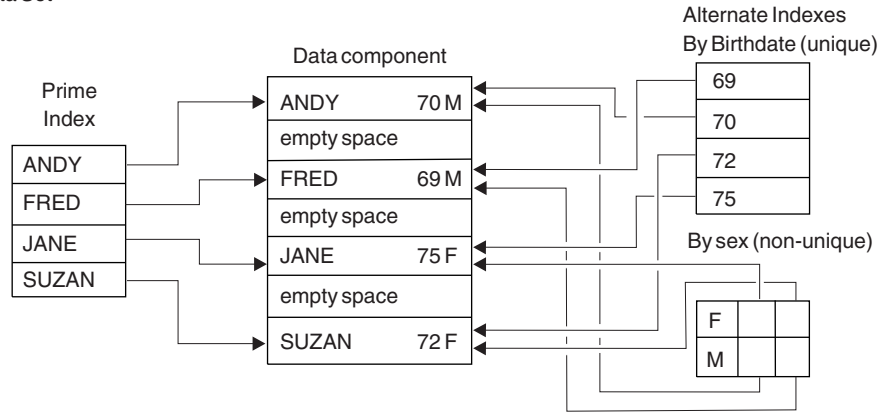 Alternate Indexes
By Birthdate (unique)
Data component
Prime
Index
ANDY
FRED
JANE
SUZAN
ANDY 70 M
empty space
FRED 69 M
empty space
JANE 75 F
empty space
SUZAN 72 F
69
70
72
75
By sex (non-unique)
F
M